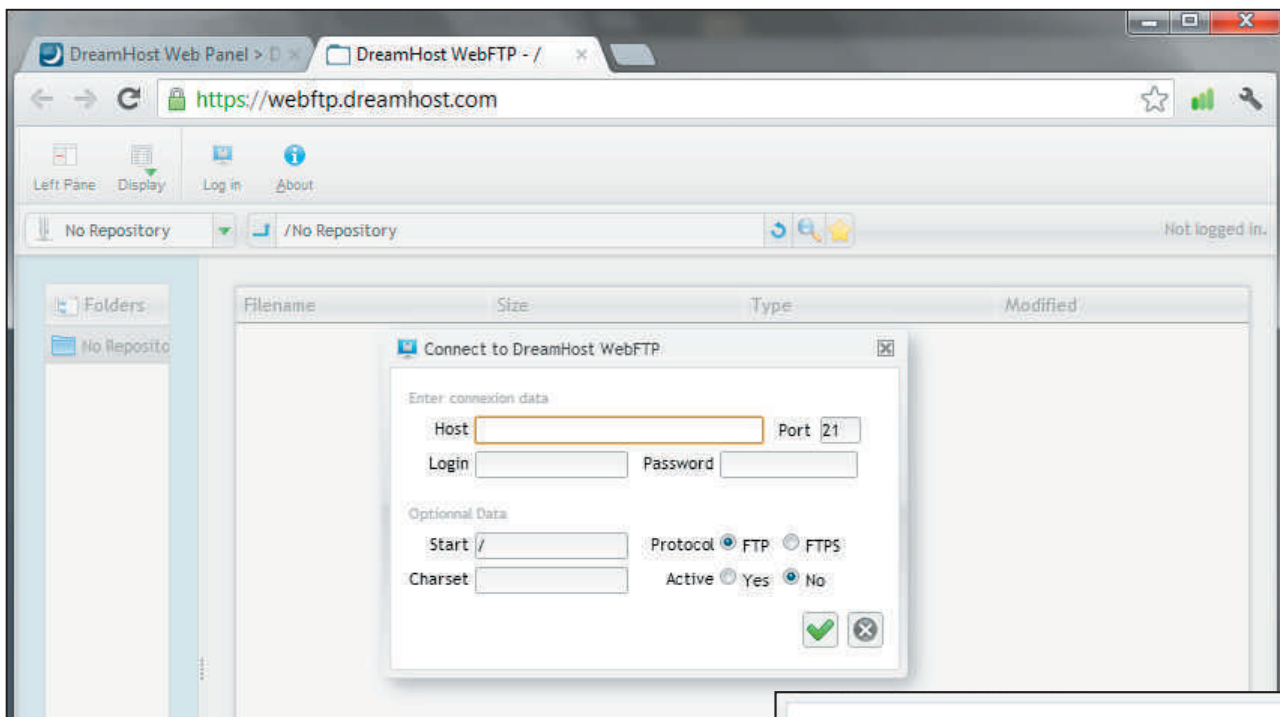 DreamHost Web Panel > D
DreamHost WebFTP - /
https://webftp.dreamhost.com
Left Pane Display Log in About
No Repository /No Repository Not logged in.
Folders Filename Size Type Modified
No Reposito
Connect to DreamHost WebFTP
Enter connexion data
Host Port 21
Login Password
Optionnal Data
Start / Protocol FTP FTPS
Charset Active Yes No